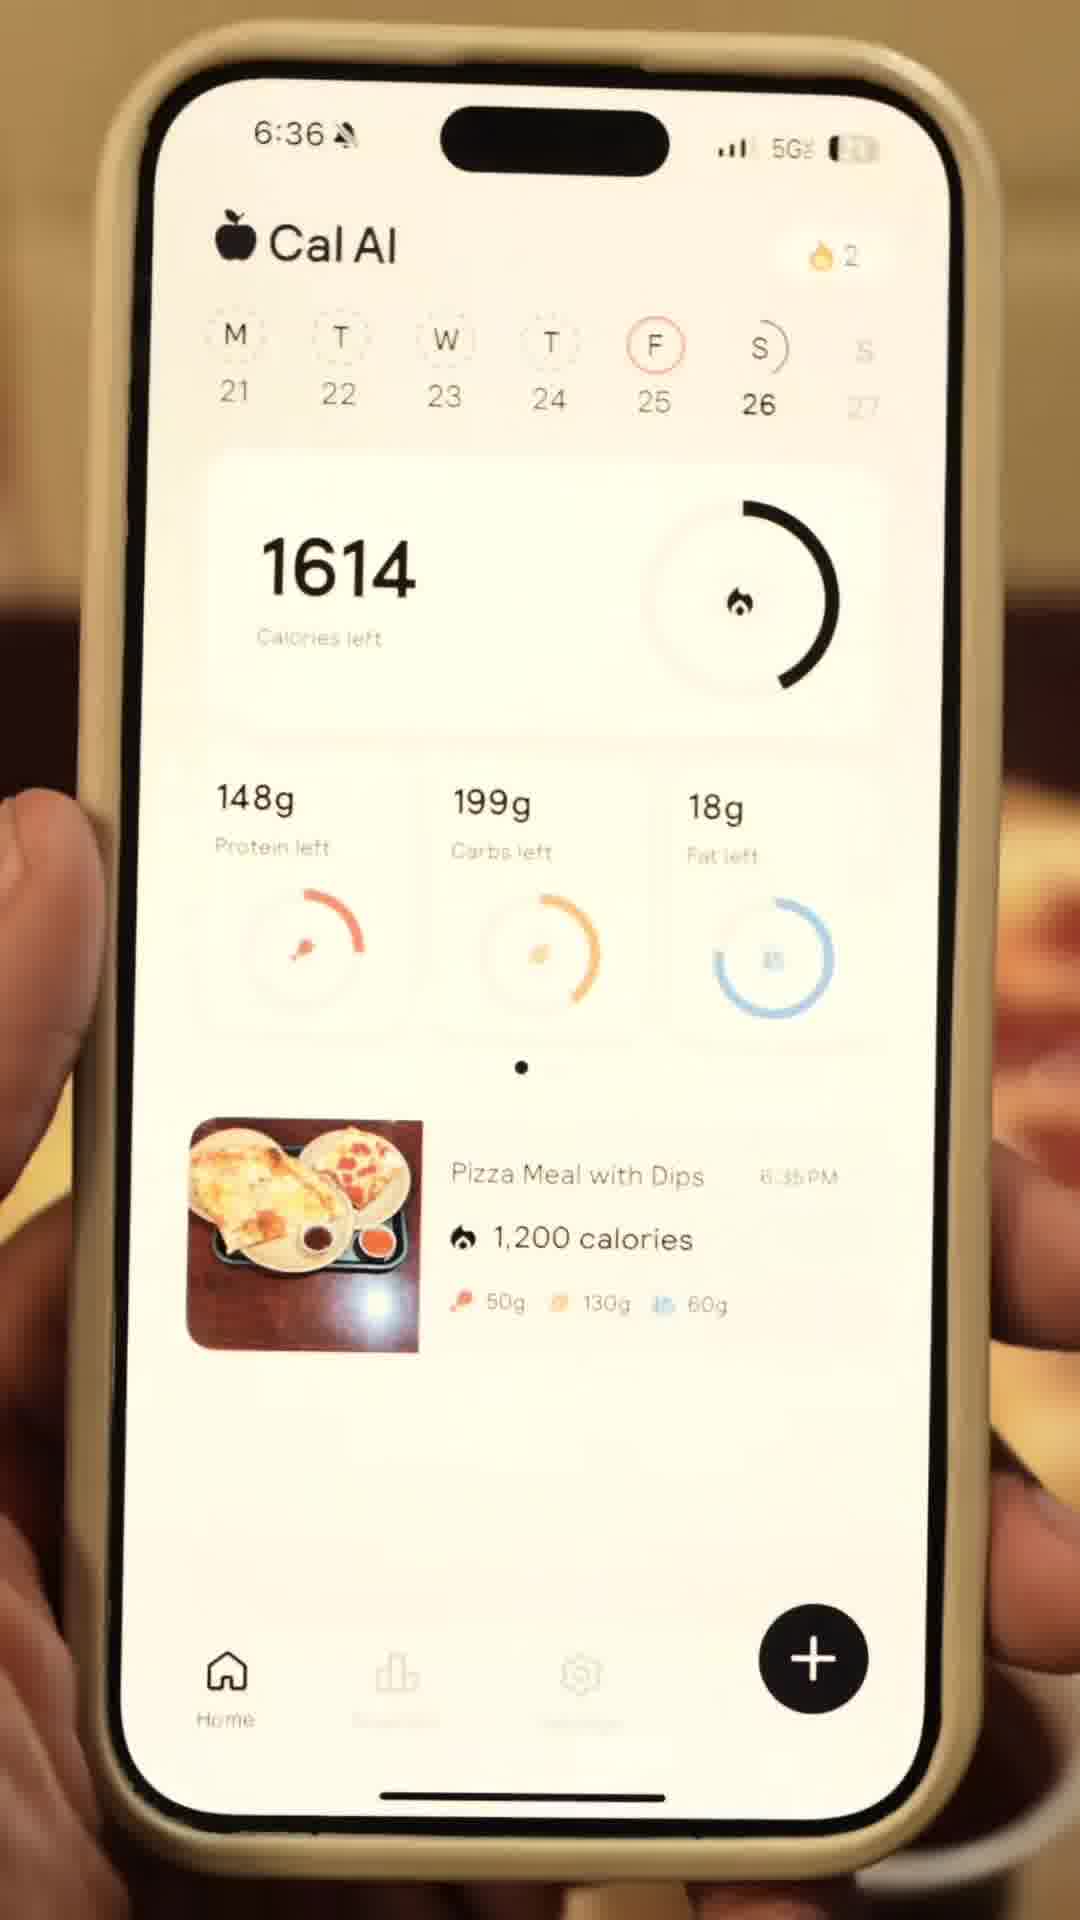 6:36
5G
Cal AI
2
M T W T F S S
21 22 23 24 25 26 27
1614
Calories left
148g 199g 18g
Protein left Carbs left Fat left
Pizza Meal with Dips 6:35 PM
1,200 calories
50g 130g 60g
Home